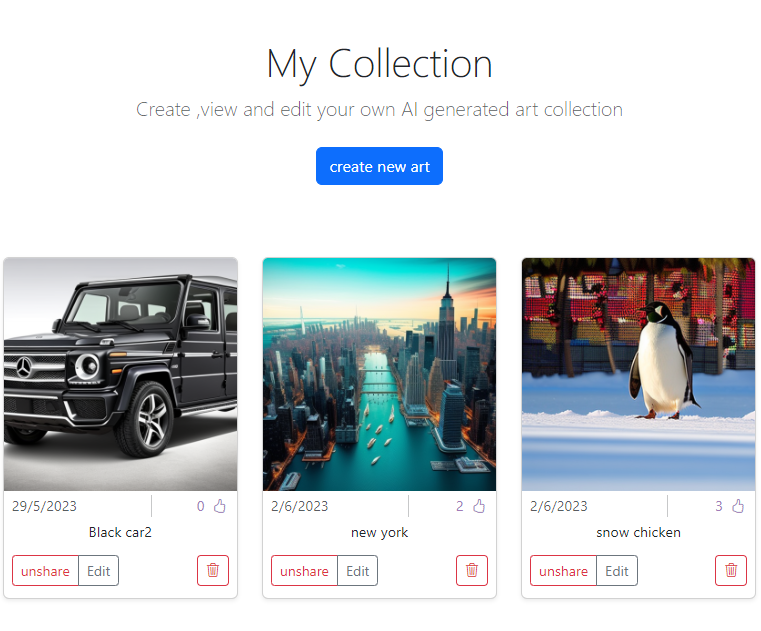 My Collection
Create ,view and edit your own AI generated art collection
create new art
29/5/2023 0
Black car2
unshare Edit
2/6/2023 2
new york
unshare Edit
2/6/2023 3
snow chicken
unshare Edit